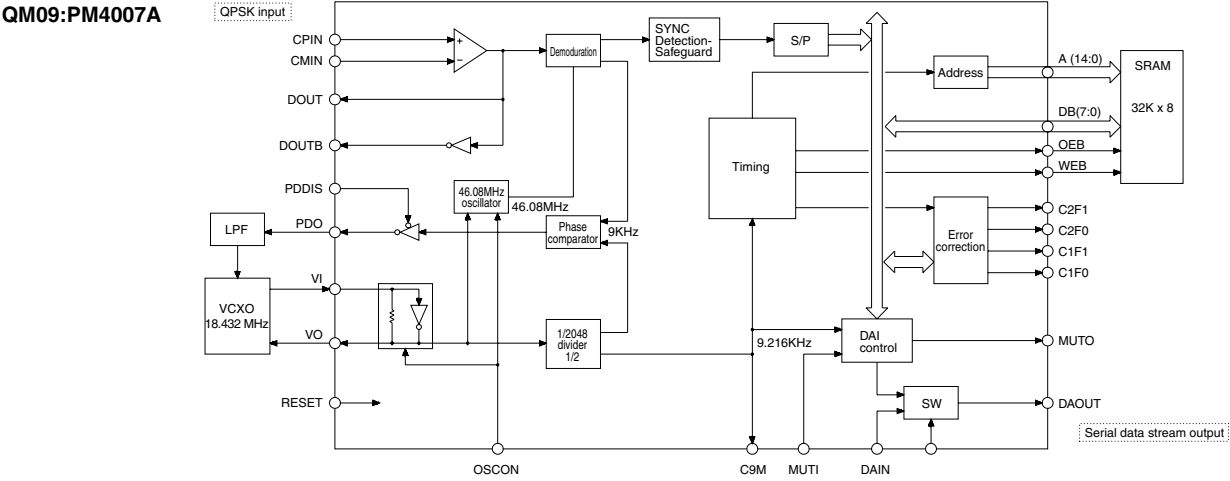 QM09:PM4007A
QPSK input
CPIN
CMIN
DOUT
DOUTB
PDDIS
PDO
LPF
VI
VCXO
18.432 MHz
VO
RESET
+
−
Demoduration
SYNC
Detection-
Safeguard
S/P
46.08MHz
oscillator
46.08MHz
Phase
comparator
9KHz
1/2048
divider
1/2
Timing
Address
A (14:0)
SRAM
32K x 8
DB(7:0)
OEB
WEB
Error
correction
C2F1
C2F0
C1F1
C1F0
9.216KHz
DAI
control
MUTO
SW
DAOUT
Serial data stream output
OSCON
C9M
MUTI
DAIN